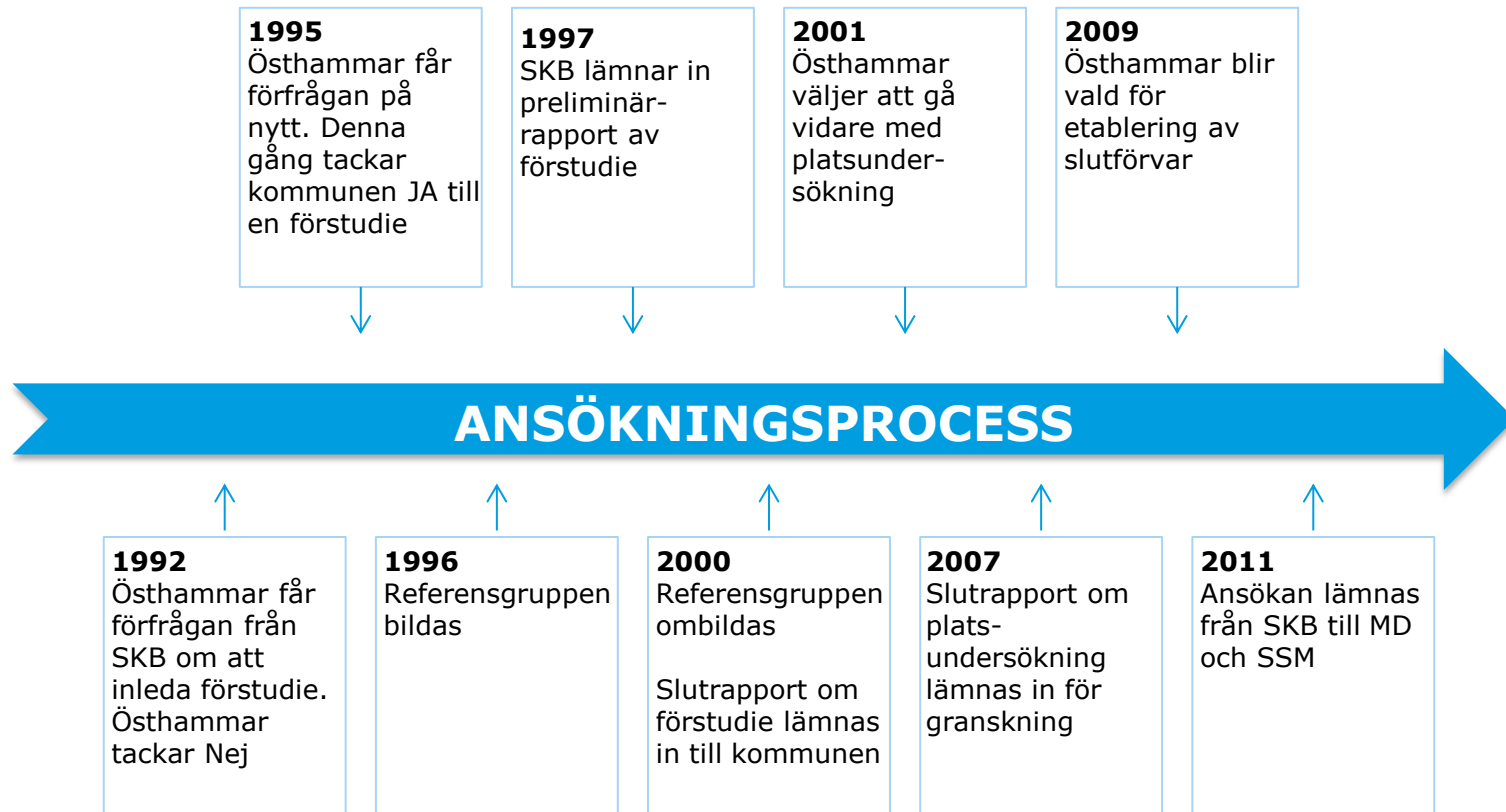 1995
Östhammar får
förfrågan på
nytt. Denna
gång tackar
kommunen JA till
en förstudie
1997
SKB lämnar in
preliminär-
rapport av
förstudie
2001
Östhammar
väljer att gå
vidare med
platsunder-
sökning
2009
Östhammar blir
vald för
etablering av
slutförvar
ANSÖKNINGSPROCESS
1992
Östhammar får
förfrågan från
SKB om att
inleda förstudie.
Östhammar
tackar Nej
1996
Referensgruppen
bildas
2000
Referensgruppen
ombildas
Slutrapport om
förstudie lämnas
in till kommunen
2007
Slutrapport om
plats-
undersökning
lämnas in för
granskning
2011
Ansökan lämnas
från SKB till MD
och SSM